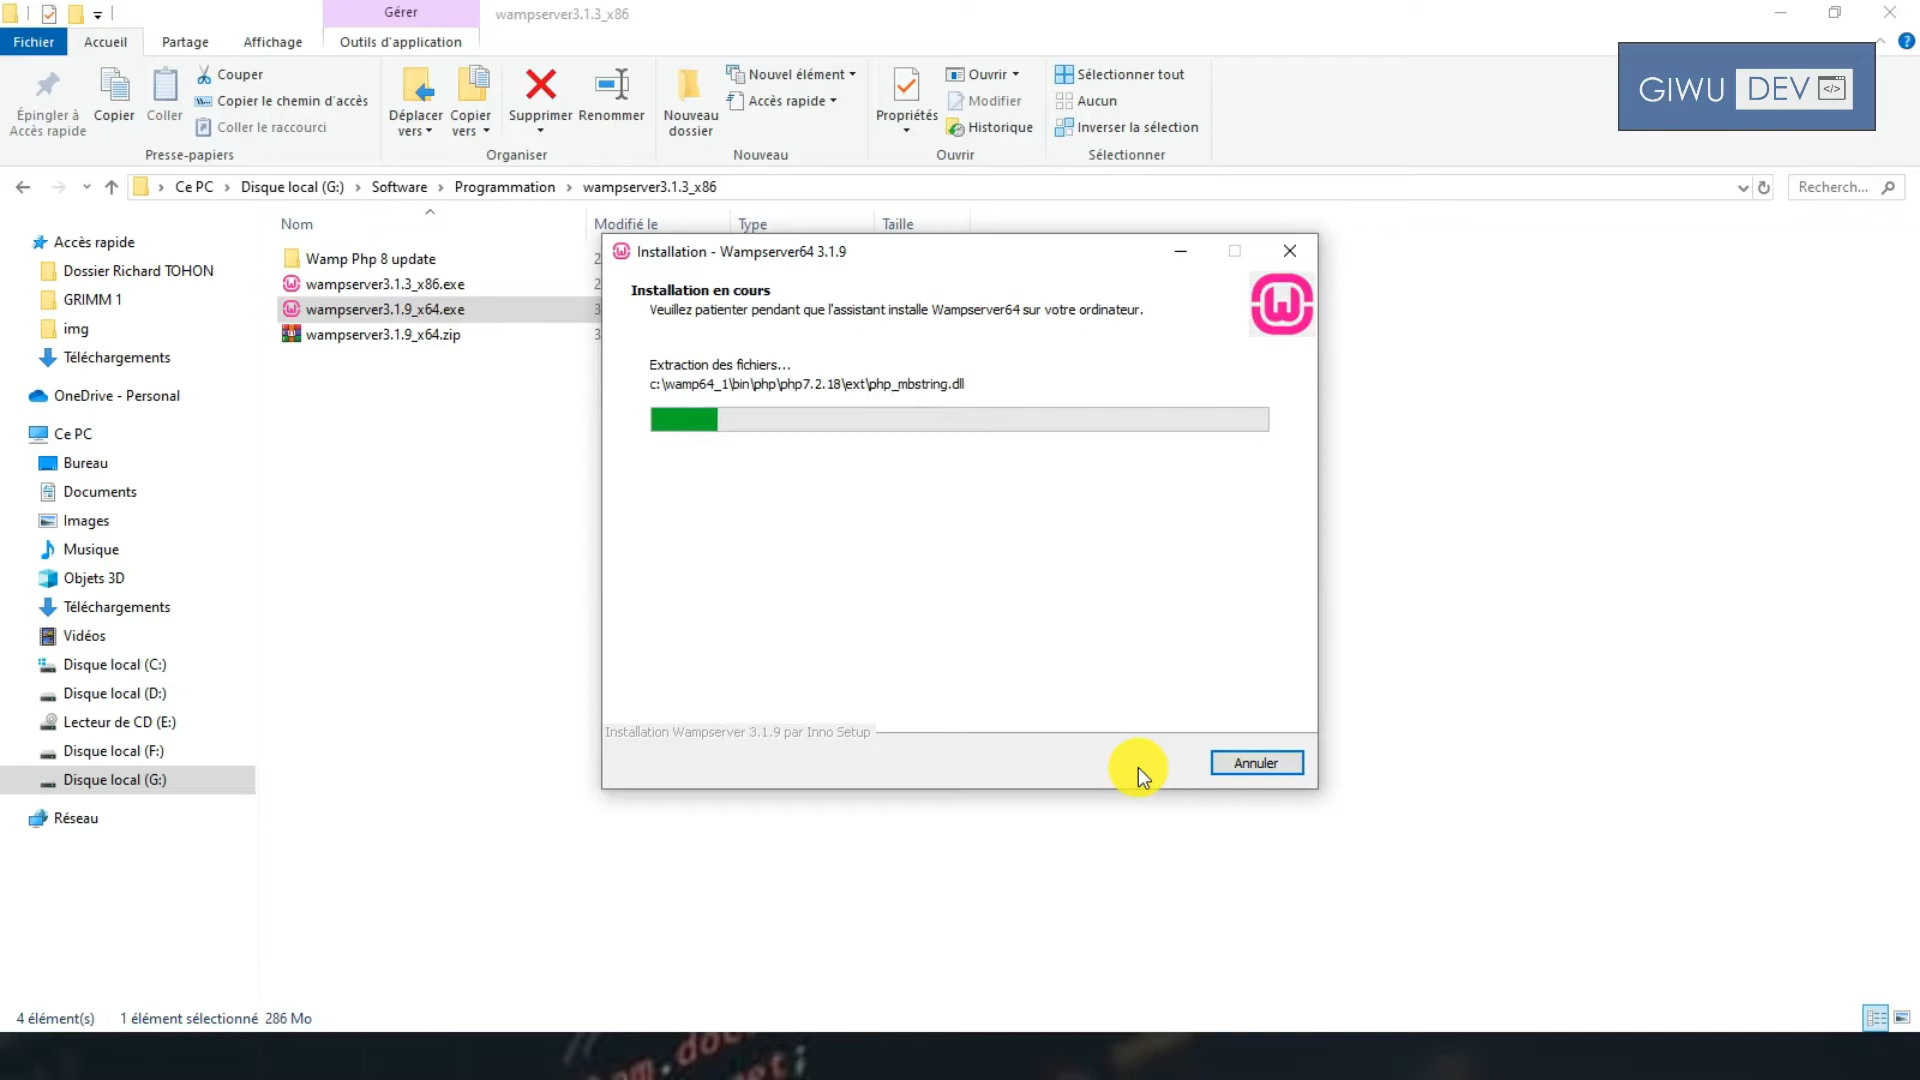 Gérer
wampserver3.1.3_x86
Fichier
Accueil
Partage
Affichage
Outils d'application
Épingler à
Accès rapide
Copier
Coller
Couper
Copier le chemin d'accès
Coller le raccourci
Presse-papiers
Déplacer
vers
Copier
vers
Supprimer
Renommer
Organiser
Nouveau
dossier
Nouvel élément
Accès rapide
Nouveau
Propriétés
Ouvrir
Modifier
Historique
Ouvrir
Sélectionner tout
Aucun
Inverser la sélection
Sélectionner
GIWU DEV </>
Ce PC > Disque local (G:) > Software > Programmation > wampserver3.1.3_x86
Recherch...
Nom
Modifié le
Type
Taille
Accès rapide
Dossier Richard TOHON
GRIMM 1
img
Téléchargements
OneDrive - Personal
Ce PC
Bureau
Documents
Images
Musique
Objets 3D
Téléchargements
Vidéos
Disque local (C:)
Disque local (D:)
Lecteur de CD (E:)
Disque local (F:)
Disque local (G:)
Réseau
Wamp Php 8 update
wampserver3.1.3_x86.exe
wampserver3.1.9_x64.exe
wampserver3.1.9_x64.zip
Installation - Wampserver64 3.1.9
Installation en cours
Veuillez patienter pendant que l'assistant installe Wampserver64 sur votre ordinateur.
Extraction des fichiers...
c:\wamp64_1\bin\php\php7.2.18\ext\php_mbstring.dll
Installation Wampserver 3.1.9 par Inno Setup
Annuler
4 élément(s)
1 élément sélectionné 286 Mo